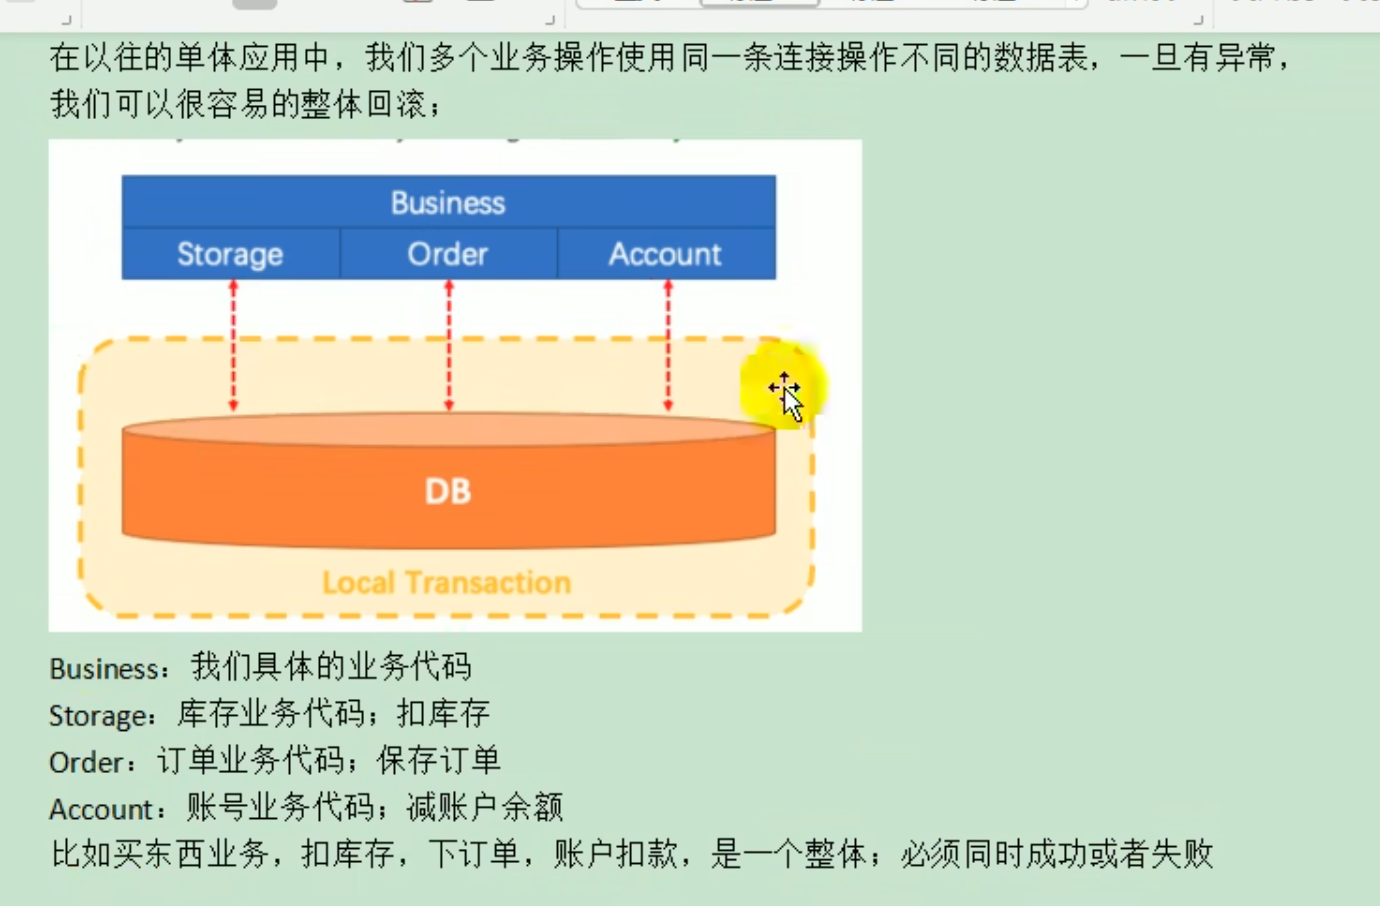 在以往的单体应用中，我们多个业务操作使用同一条连接操作不同的数据表，一旦有异常，
我们可以很容易的整体回滚；
Business
Storage Order Account
DB
Local Transaction
Business：我们具体的业务代码
Storage：库存业务代码；扣库存
Order：订单业务代码；保存订单
Account：账号业务代码；减账户余额
比如买东西业务，扣库存，下订单，账户扣款，是一个整体；必须同时成功或者失败